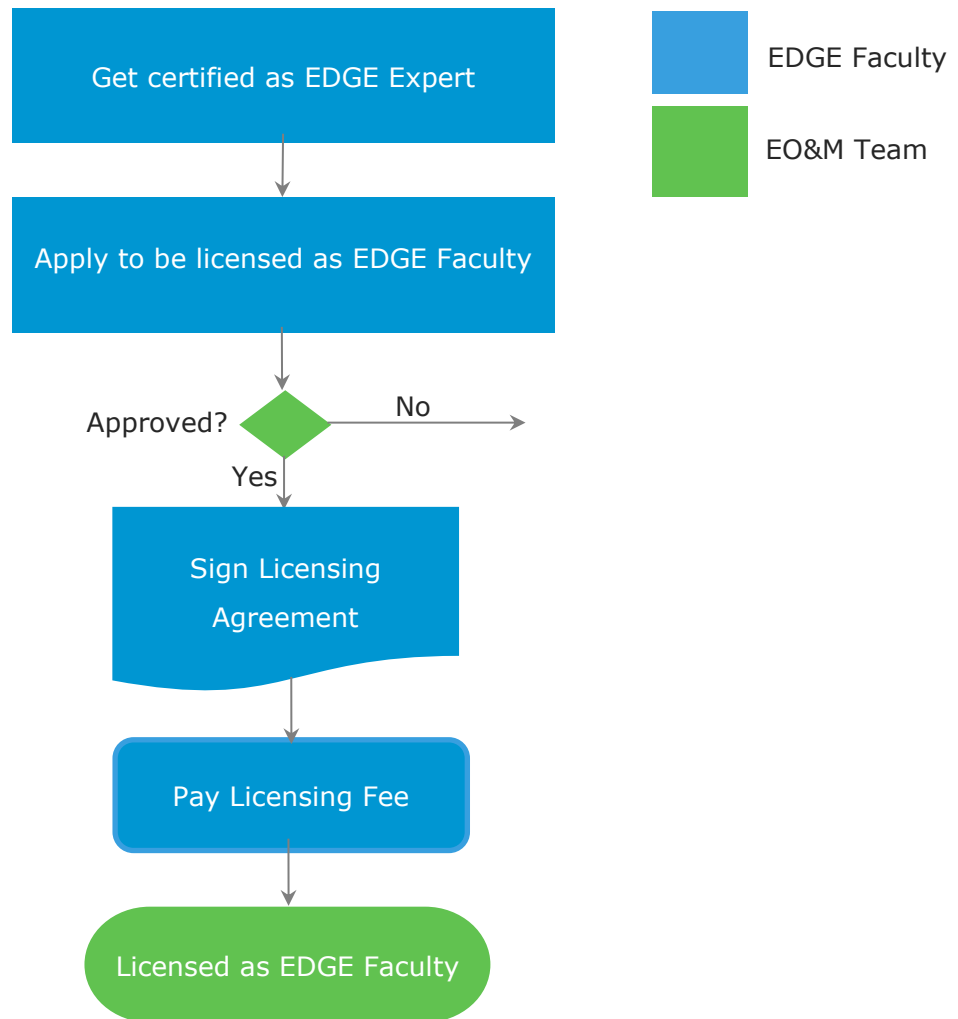 Get certified as EDGE Expert
EDGE Faculty
EO&M Team
Apply to be licensed as EDGE Faculty
Approved?
No
Yes
Sign Licensing
Agreement
Pay Licensing Fee
Licensed as EDGE Faculty